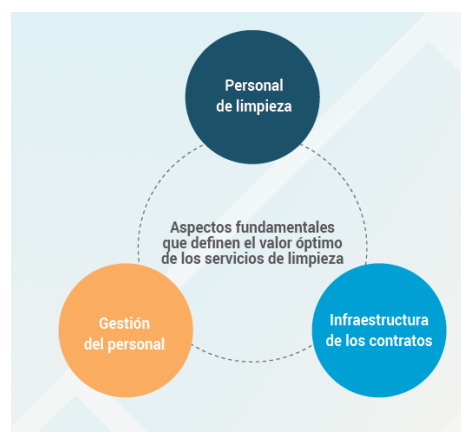 Personal
de limpieza
Aspectos fundamentales
que definen el valor óptimo
de los servicios de limpieza
Gestión
del personal
Infraestructura
de los contratos